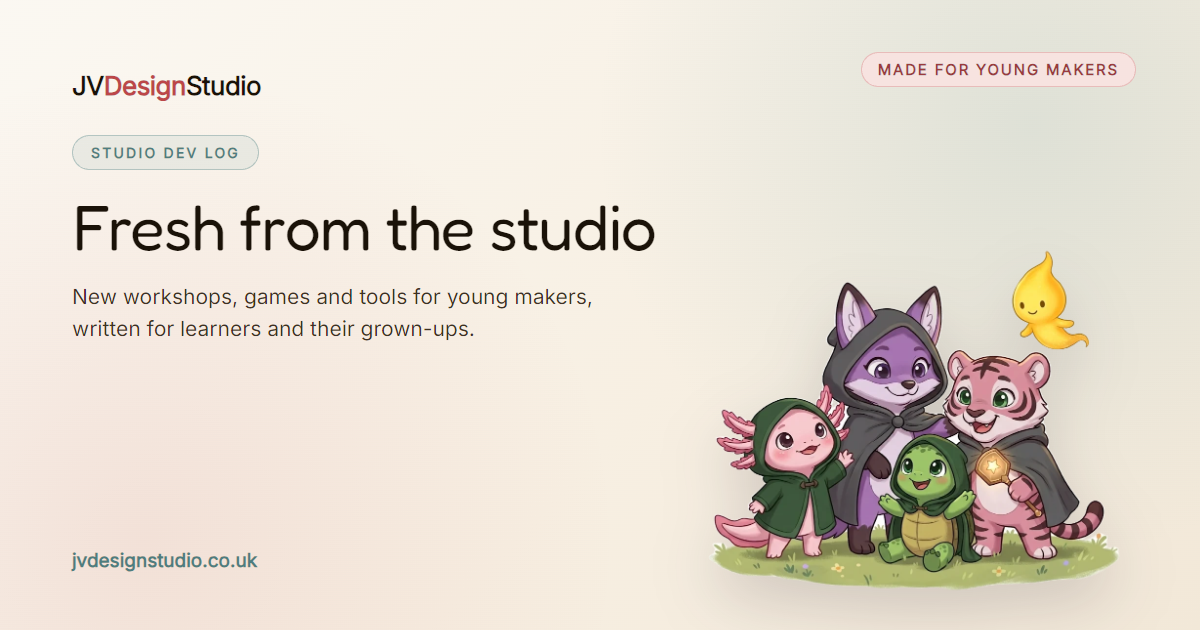 JVDesignStudio
MADE FOR YOUNG MAKERS
STUDIO DEV LOG
Fresh from the studio
New workshops, games and tools for young makers,
written for learners and their grown-ups.
jvdesignstudio.co.uk